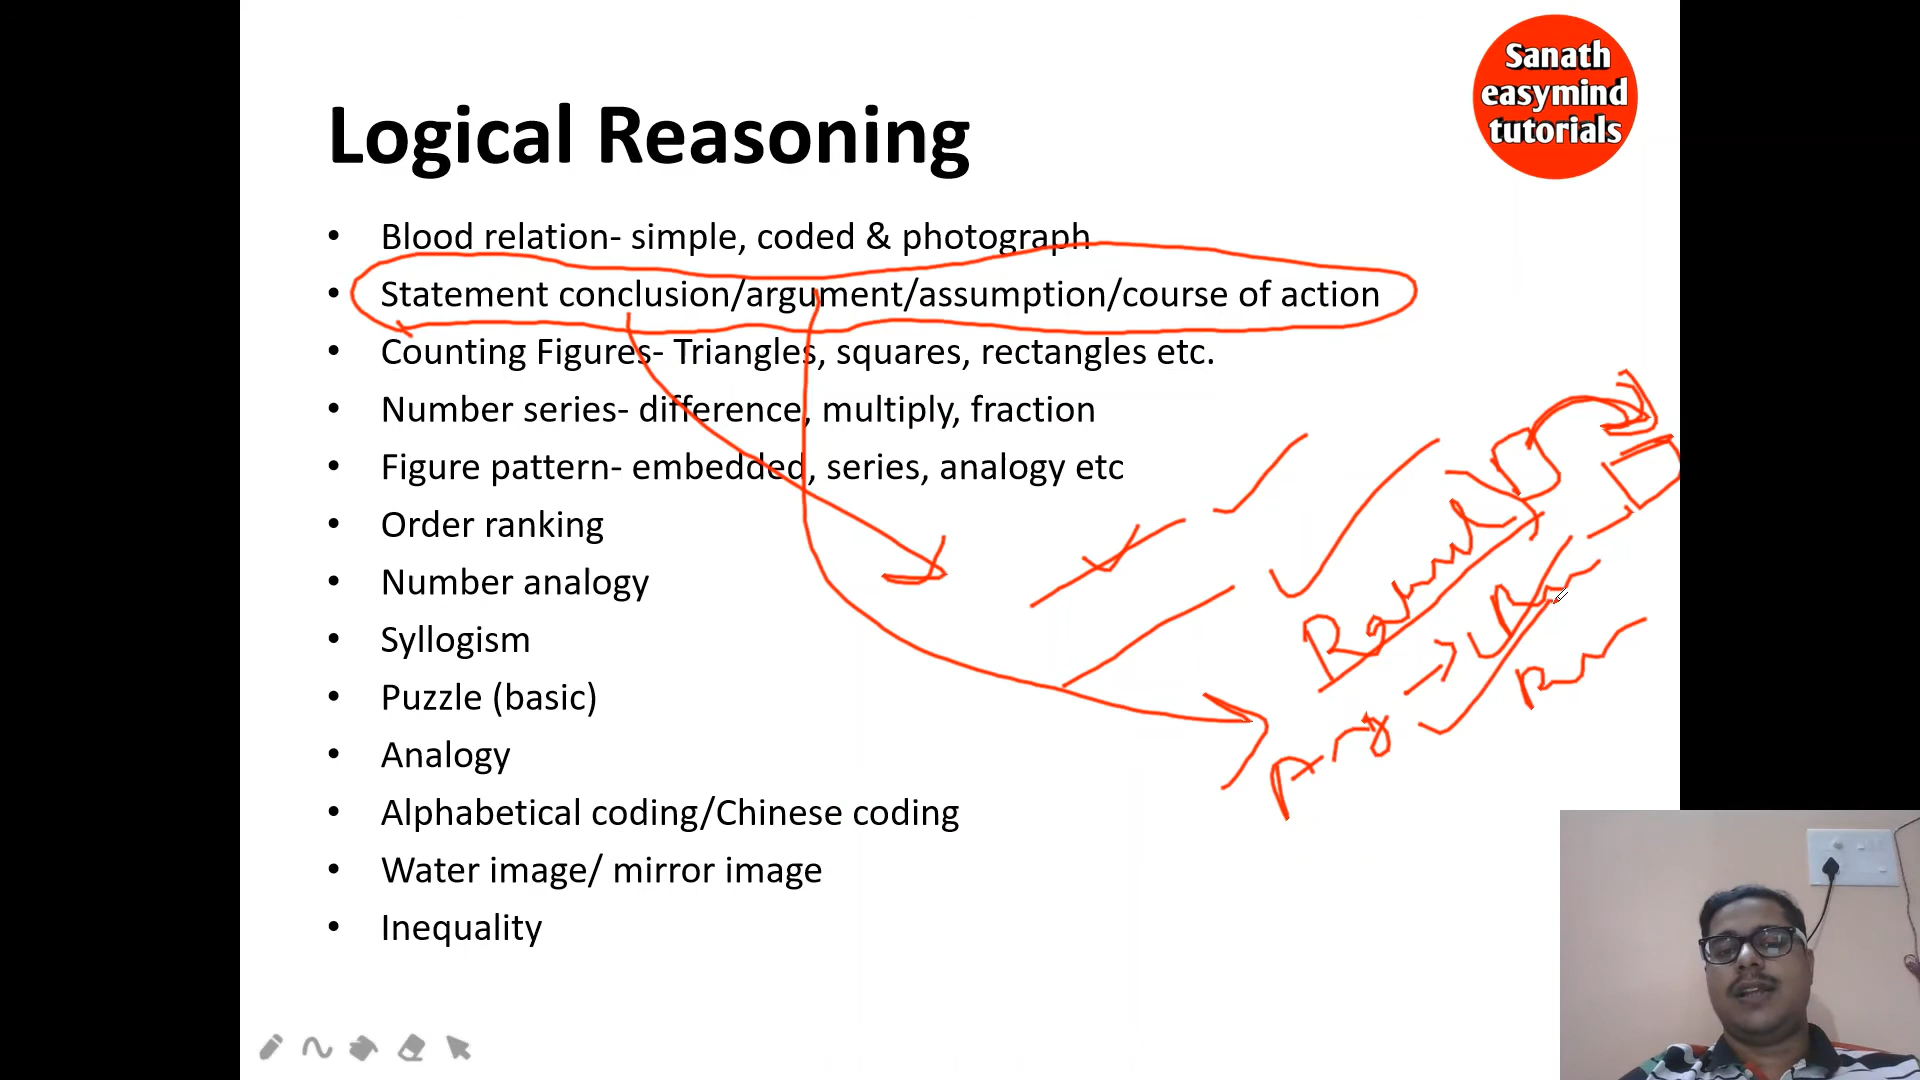 Sanath
easymind
tutorials
Logical Reasoning
• Blood relation- simple, coded & photograph
• Statement conclusion/argument/assumption/course of action
• Counting Figures- Triangles, squares, rectangles etc.
• Number series- difference, multiply, fraction
• Figure pattern- embedded, series, analogy etc
• Order ranking
• Number analogy
• Syllogism
• Puzzle (basic)
• Analogy
• Alphabetical coding/Chinese coding
• Water image/ mirror image
• Inequality
Rahul
Arg